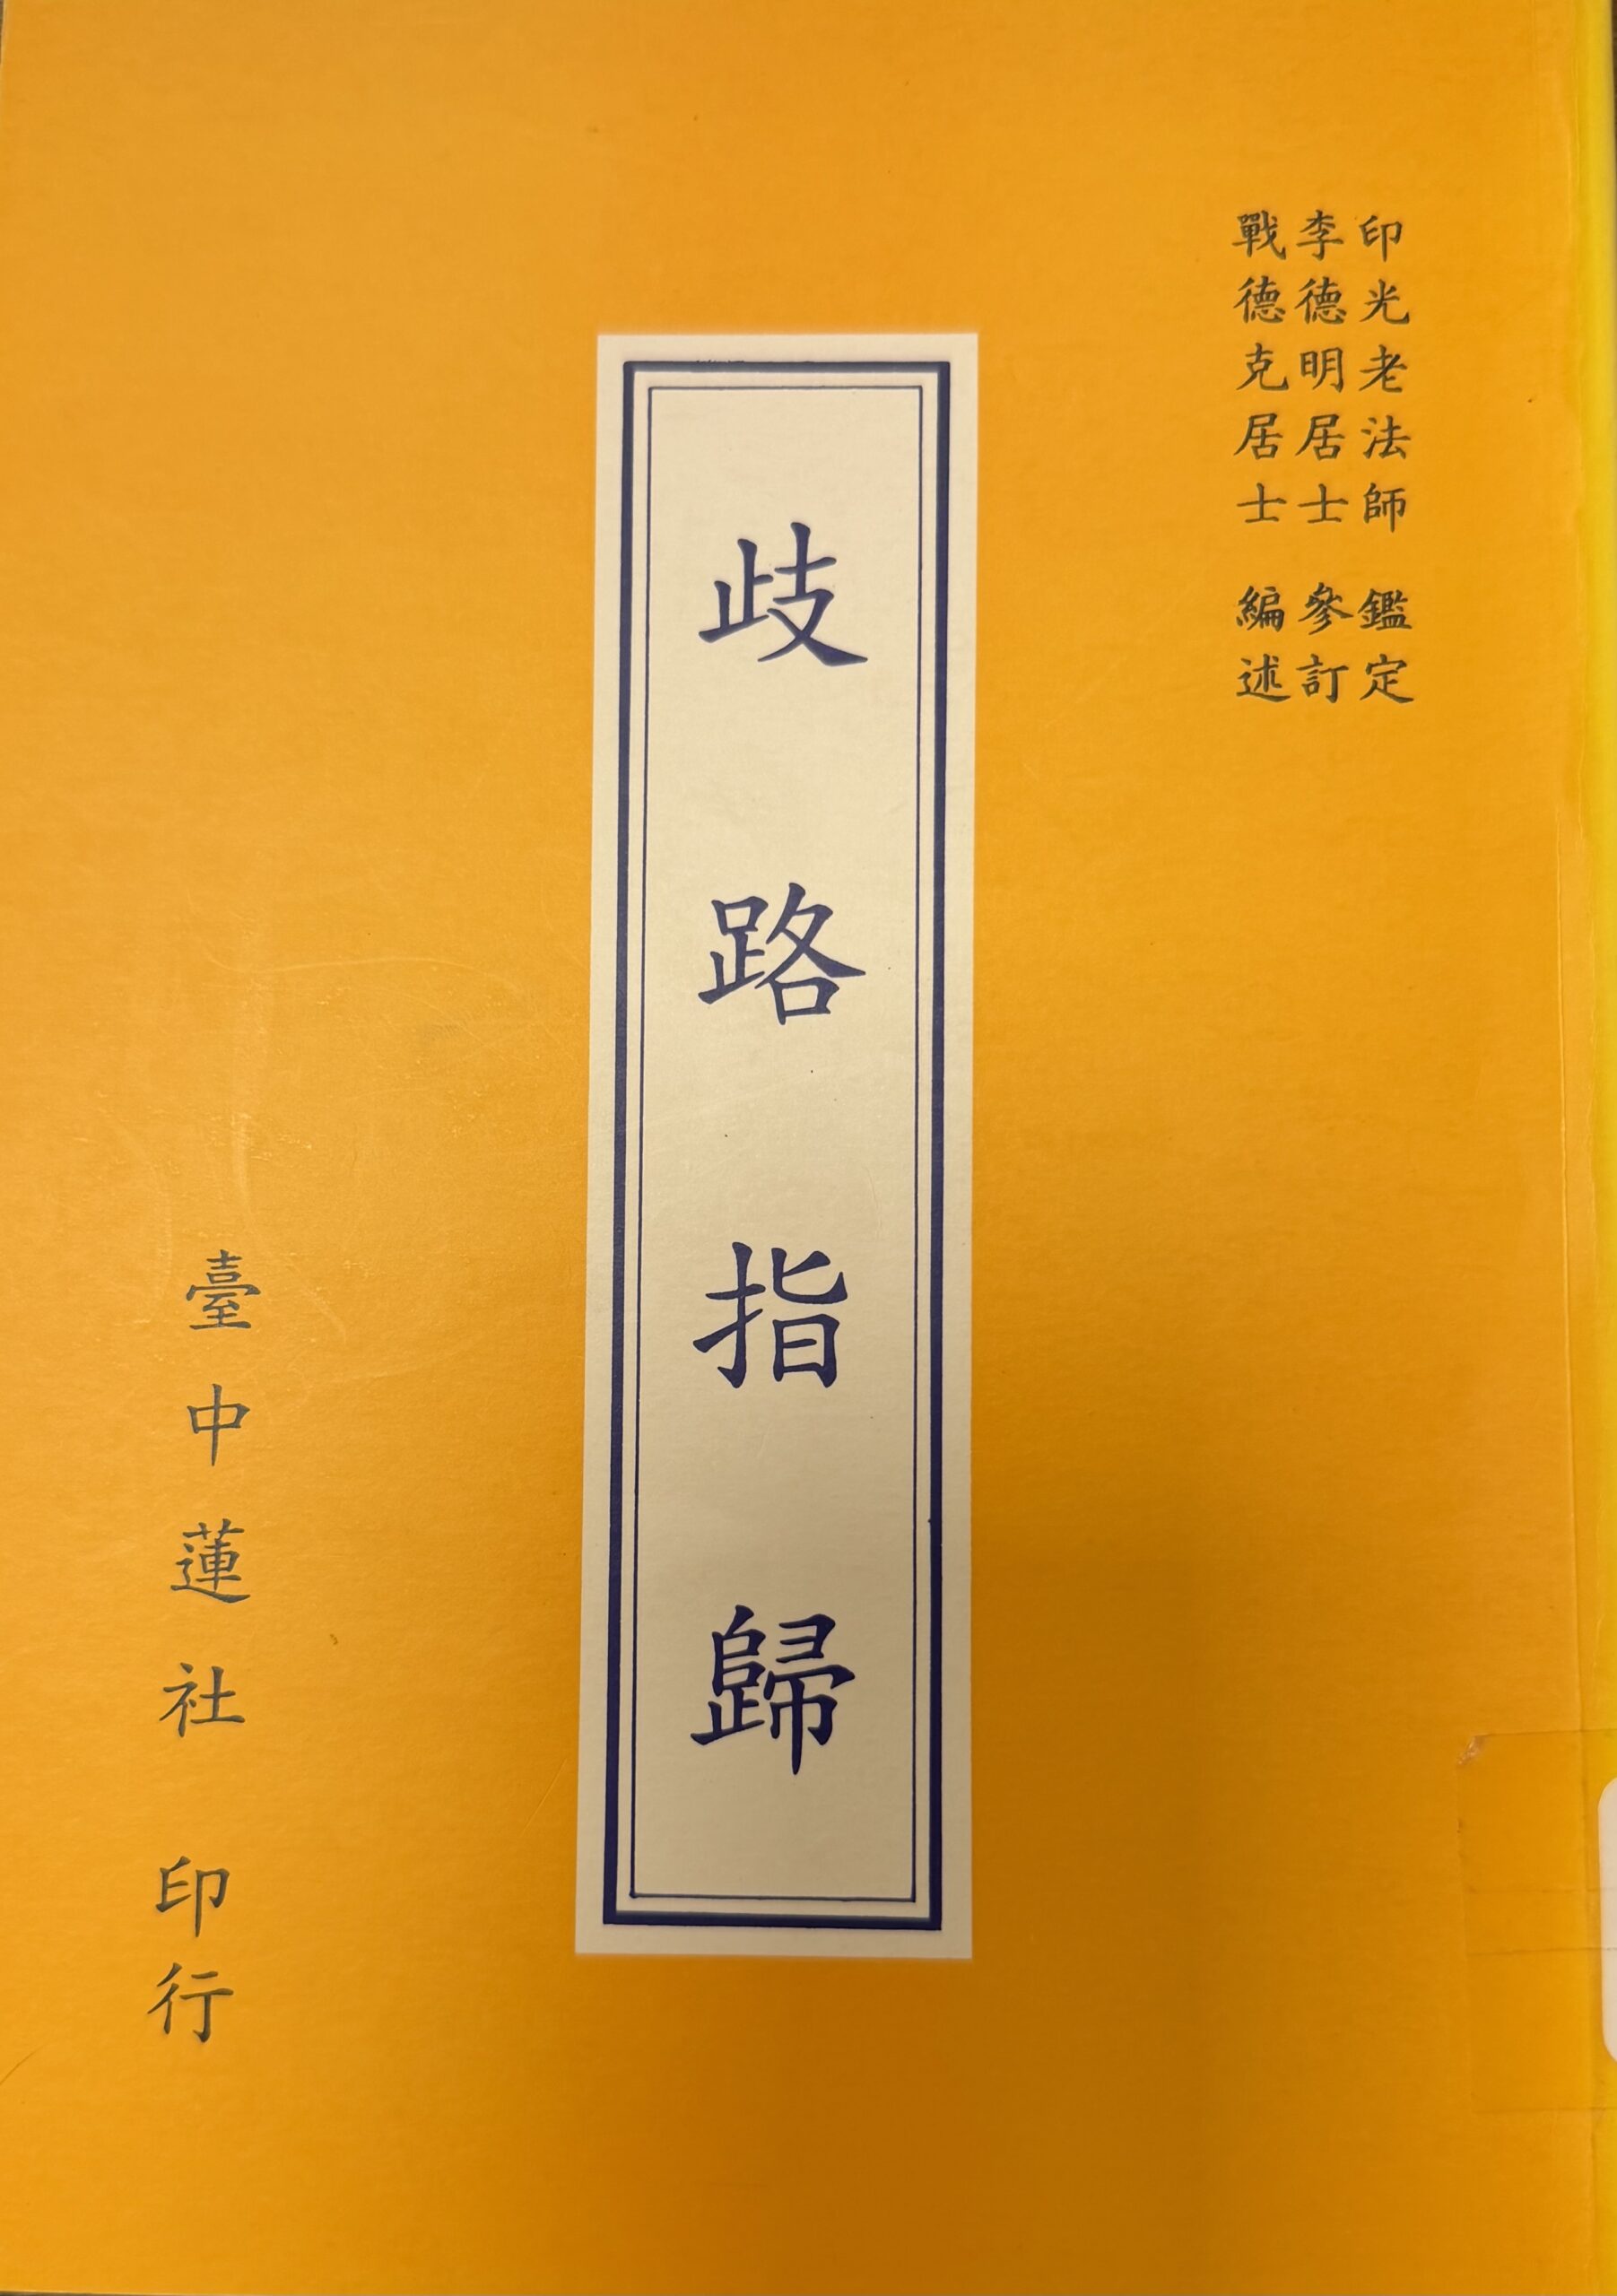 印光老法師 鑑定
李德明居士 參訂
戰德克居士 編述
歧路指歸
臺中蓮社 印行